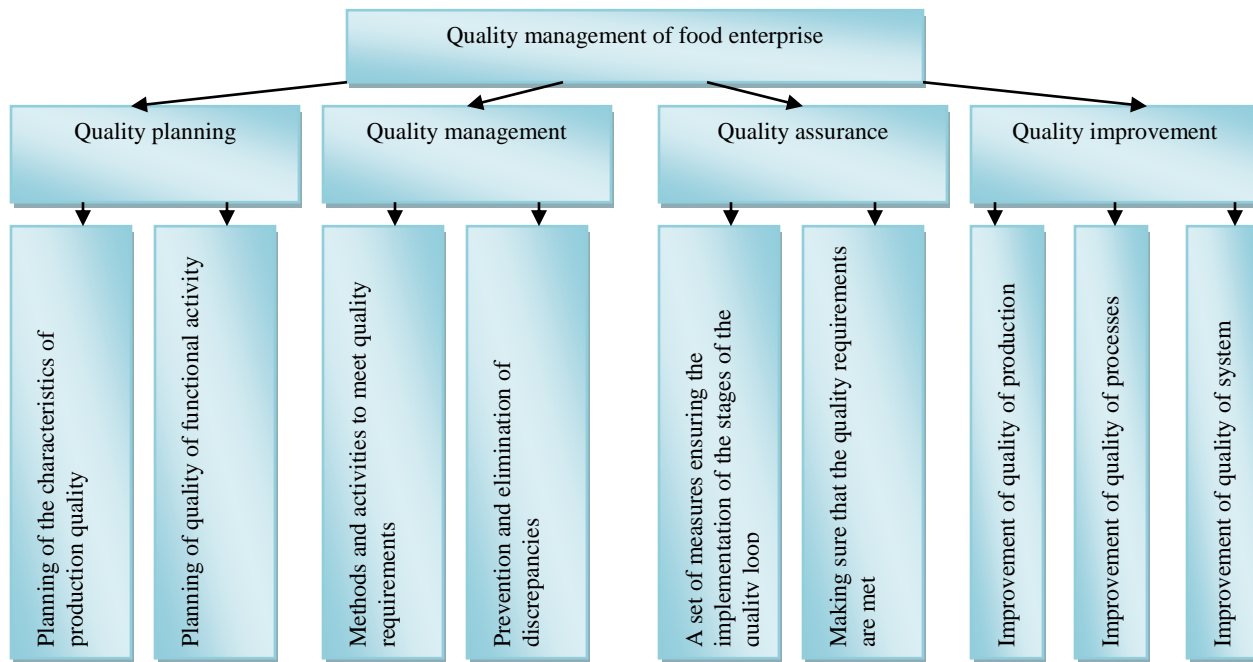 Quality management of food enterprise
Quality planning
Quality management
Quality assurance
Quality improvement
Planning of the characteristics of
production quality
Planning of quality of functional activity
Methods and activities to meet quality
requirements
Prevention and elimination of
discrepancies
A set of measures ensuring the
implementation of the stages of the
quality loop
Making sure that the quality requirements
are met
Improvement of quality of production
Improvement of quality of processes
Improvement of quality of system